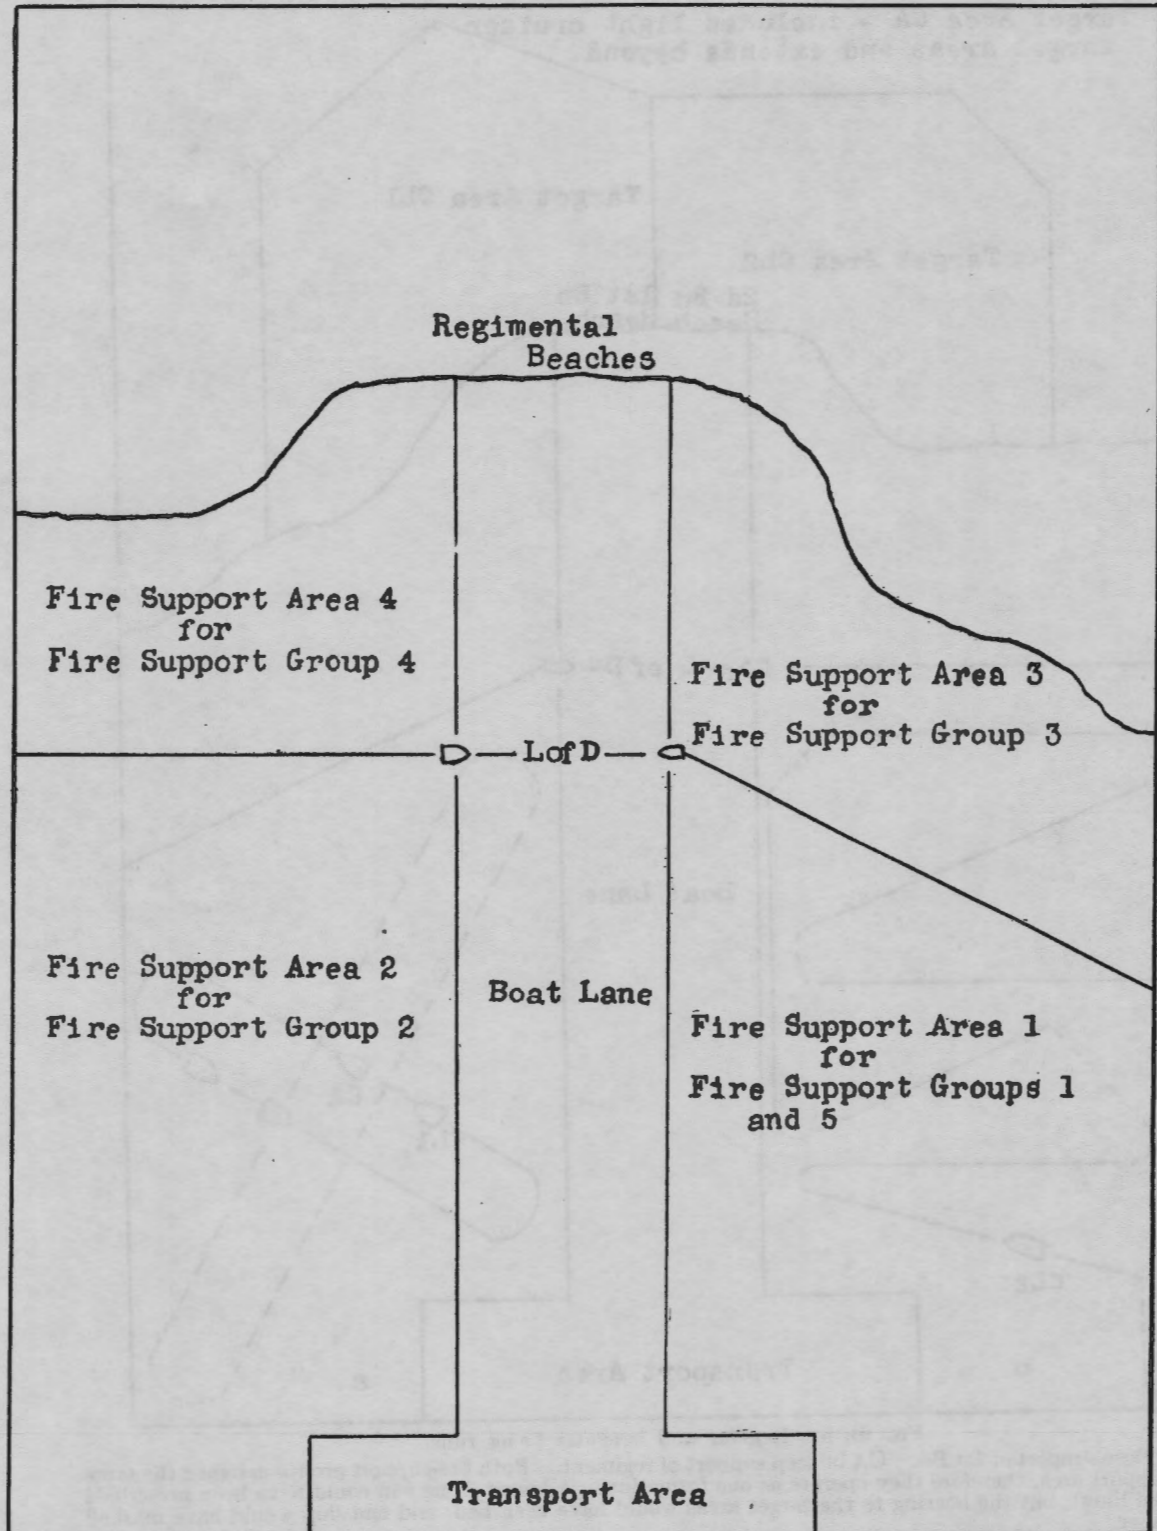 Regimental
Beaches
Fire Support Area 4
for
Fire Support Group 4
Fire Support Area 3
for
Fire Support Group 3
L of D
Fire Support Area 2
for
Fire Support Group 2
Boat Lane
Fire Support Area 1
for
Fire Support Groups 1
and 5
Transport Area